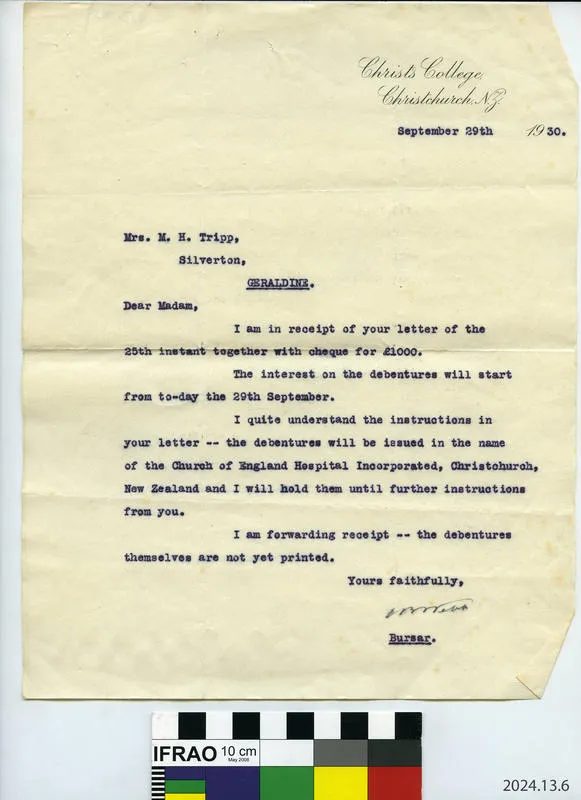 Christ's College,
Christchurch, N.Z.
September 29th 1930.
Mrs. M. H. Tripp,
Silverton,
GERALDINE.
Dear Madam,
I am in receipt of your letter of the
25th instant together with cheque for £1000.
The interest on the debentures will start
from to-day the 29th September.
I quite understand the instructions in
your letter -- the debentures will be issued in the name
of the Church of England Hospital Incorporated, Christchurch,
New Zealand and I will hold them until further instructions
from you.
I am forwarding receipt -- the debentures
themselves are not yet printed.
Yours faithfully,
Bursar.
IFRAO 10 cm
May 2008
2024.13.6